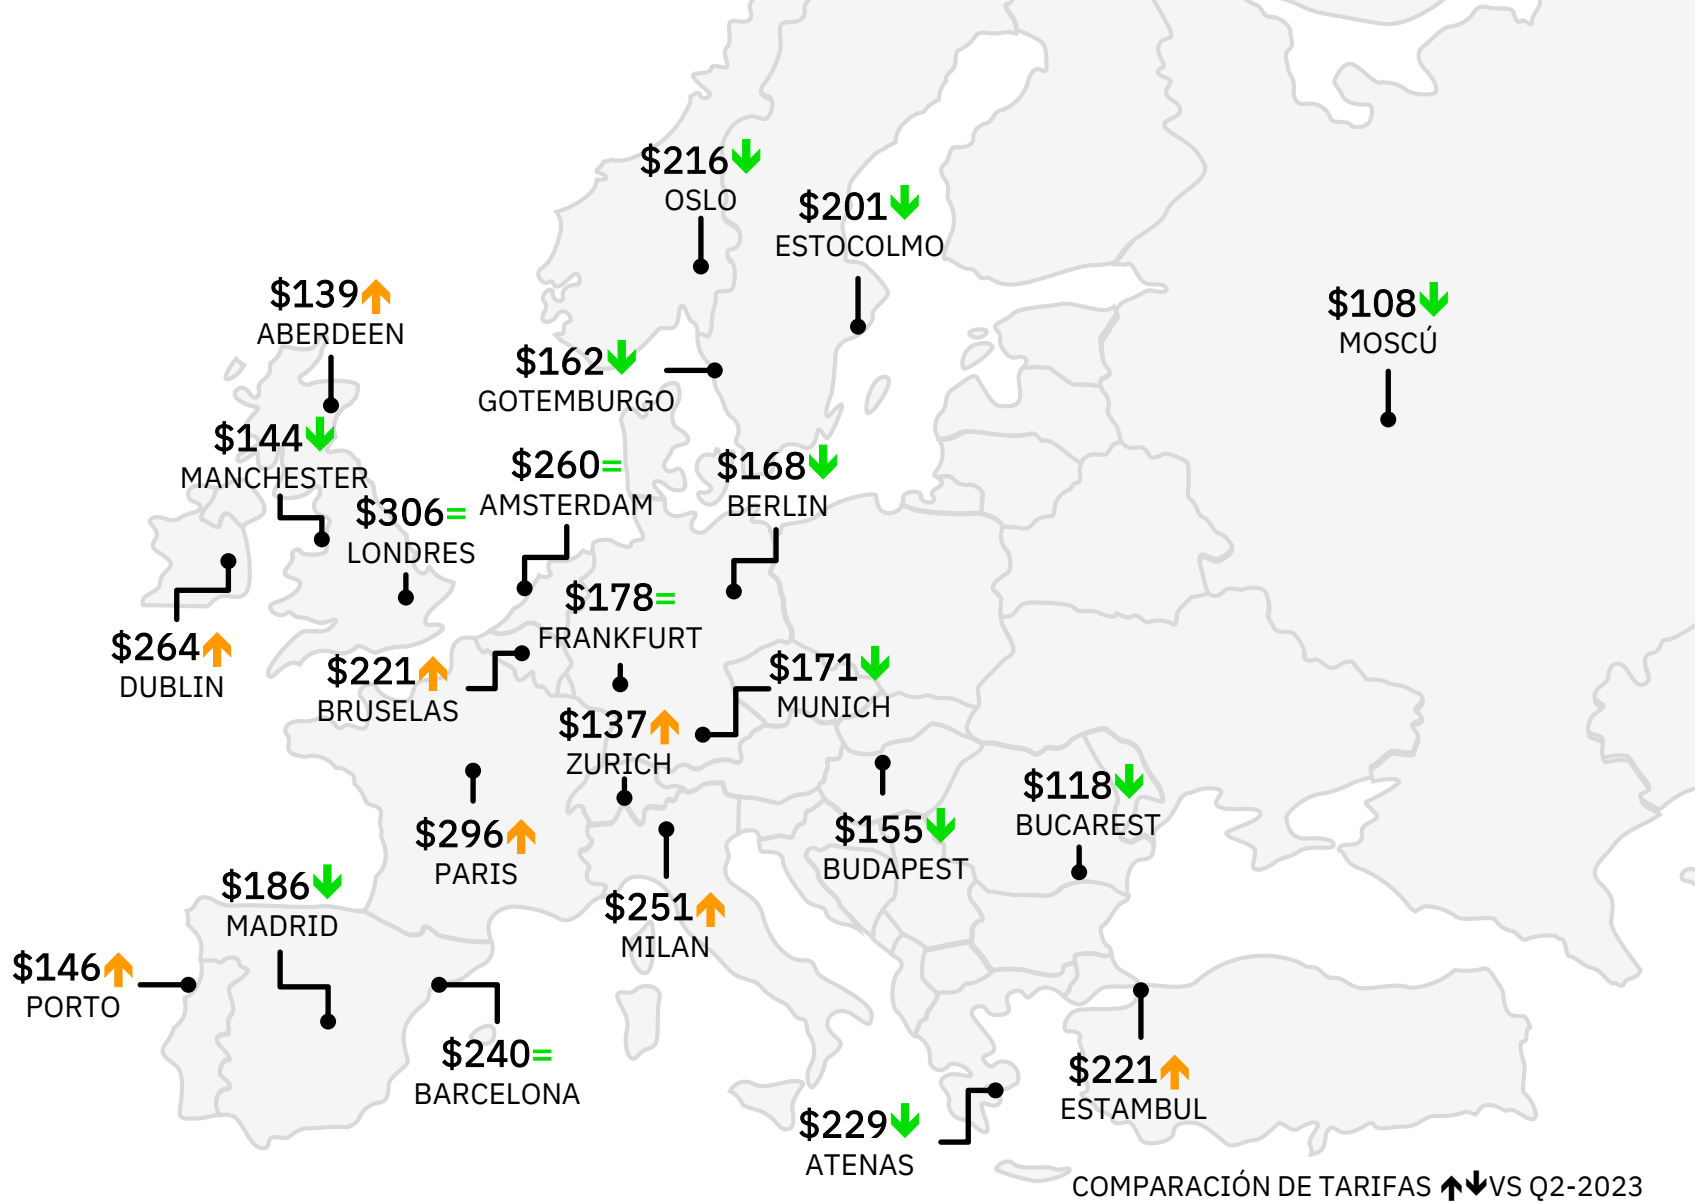 $216
OSLO
$201
ESTOCOLMO
$139
ABERDEEN
$108
MOSCÚ
$162
GOTEMBURGO
$144
MANCHESTER
$260=
AMSTERDAM
$168
BERLIN
$306=
LONDRES
$178=
FRANKFURT
$264
DUBLIN
$221
BRUSELAS
$171
MUNICH
$137
ZURICH
$118
BUCAREST
$296
PARIS
$155
BUDAPEST
$186
MADRID
$251
MILAN
$146
PORTO
$240=
BARCELONA
$221
ESTAMBUL
$229
ATENAS
COMPARACIÓN DE TARIFAS ↑↓VS Q2-2023